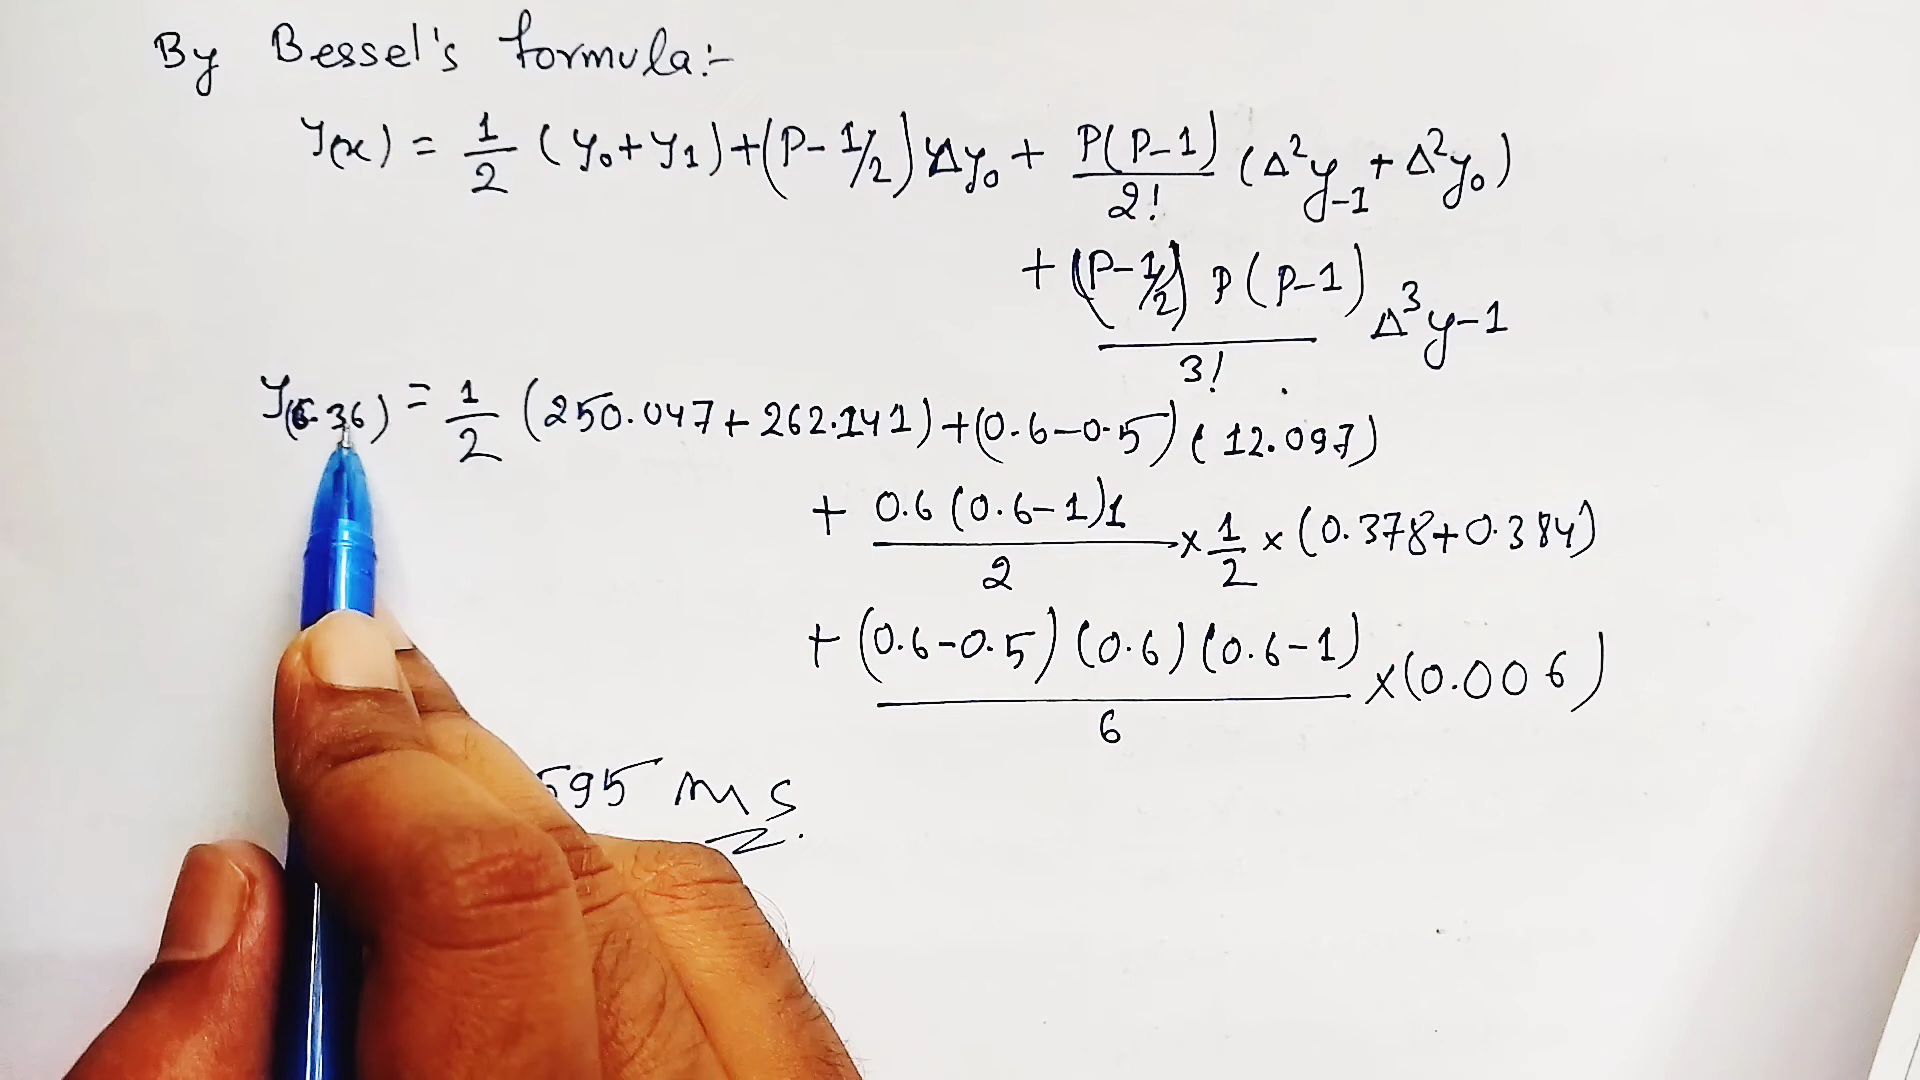 By Bessel's formula:-
y(x) = 1/2 (y₀+y₁)+(P-1/2) Δy₀ + P(P-1)/2! (Δ²y₋₁ + Δ²y₀)
+ (P-1/2) P(P-1)/3! Δ³y-1
y(6.36) = 1/2 (250.047+262.141)+(0.6-0.5)(12.097)
+ 0.6(0.6-1)1/2 × 1/2 × (0.378+0.384)
+ (0.6-0.5)(0.6)(0.6-1)/6 ×(0.006)
595 ms